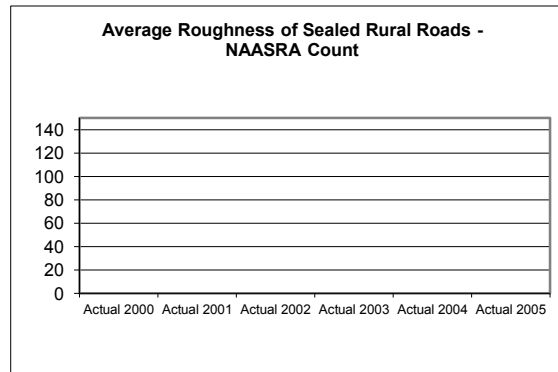 Average Roughness of Sealed Rural Roads -
NAASRA Count
140
120
100
80
60
40
20
0
Actual 2000 Actual 2001 Actual 2002 Actual 2003 Actual 2004 Actual 2005